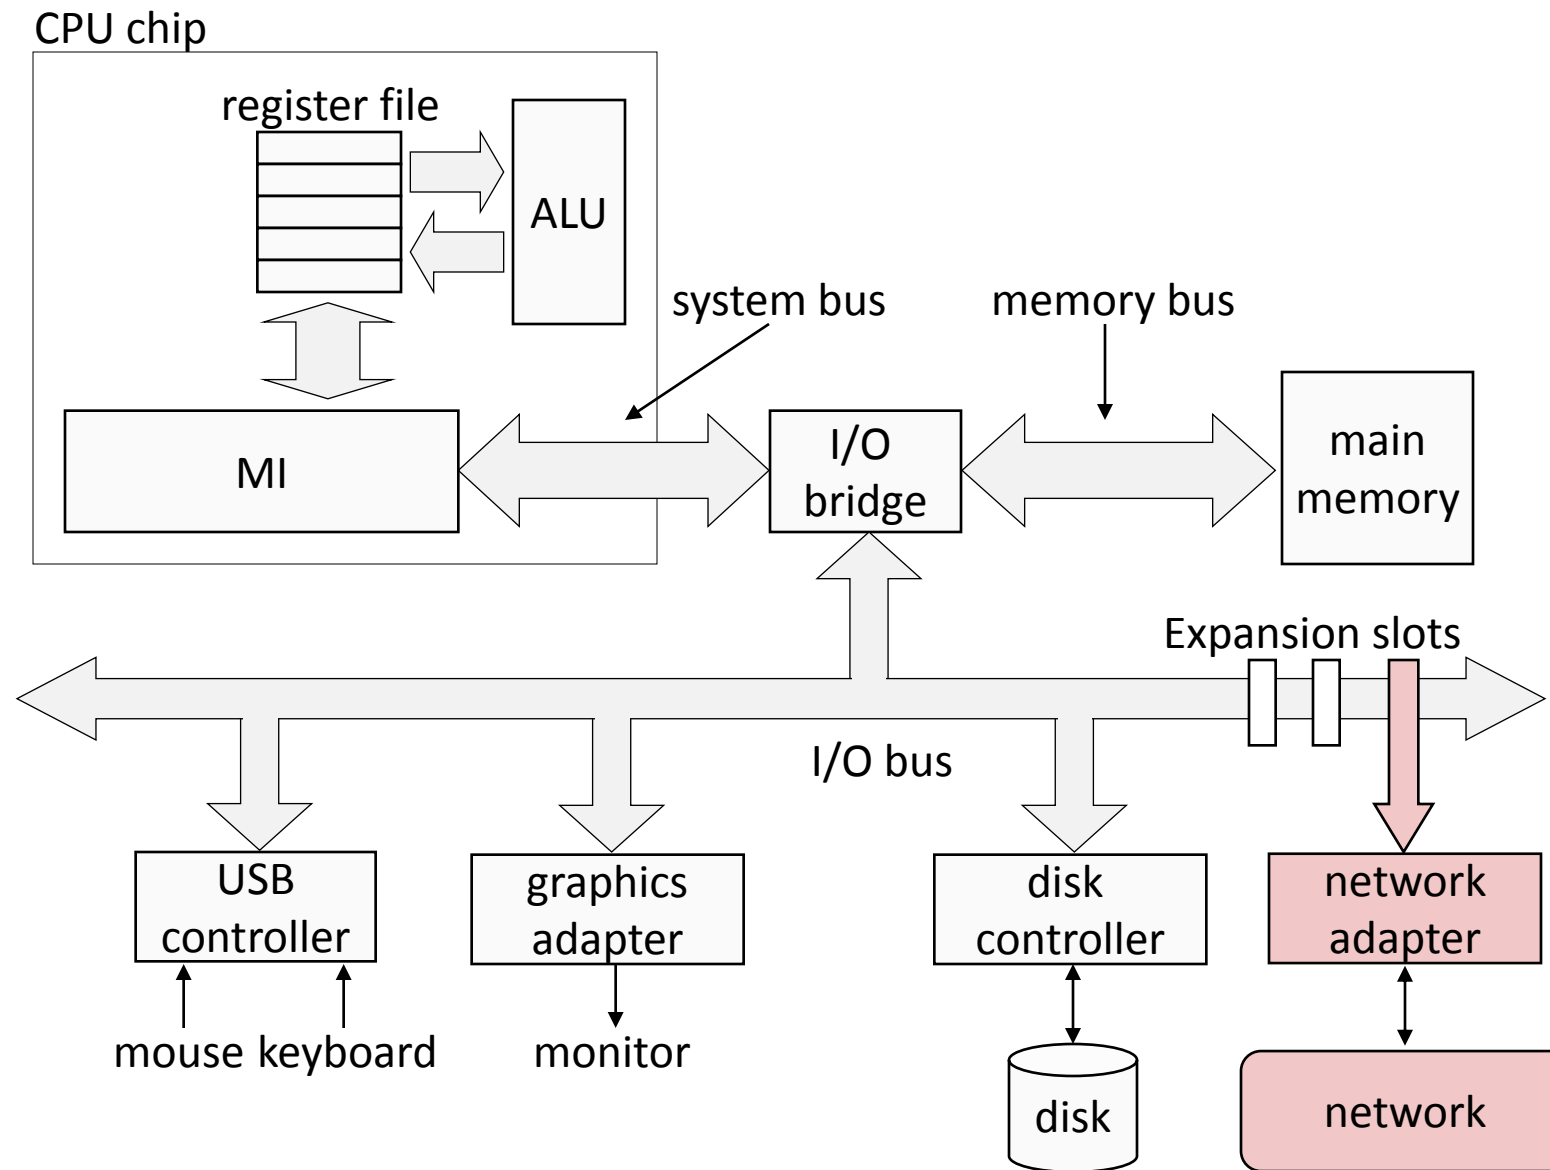 CPU chip
register file
ALU
system bus
memory bus
MI
I/O
bridge
main
memory
Expansion slots
I/O bus
USB
controller
graphics
adapter
disk
controller
network
adapter
mouse keyboard
monitor
disk
network